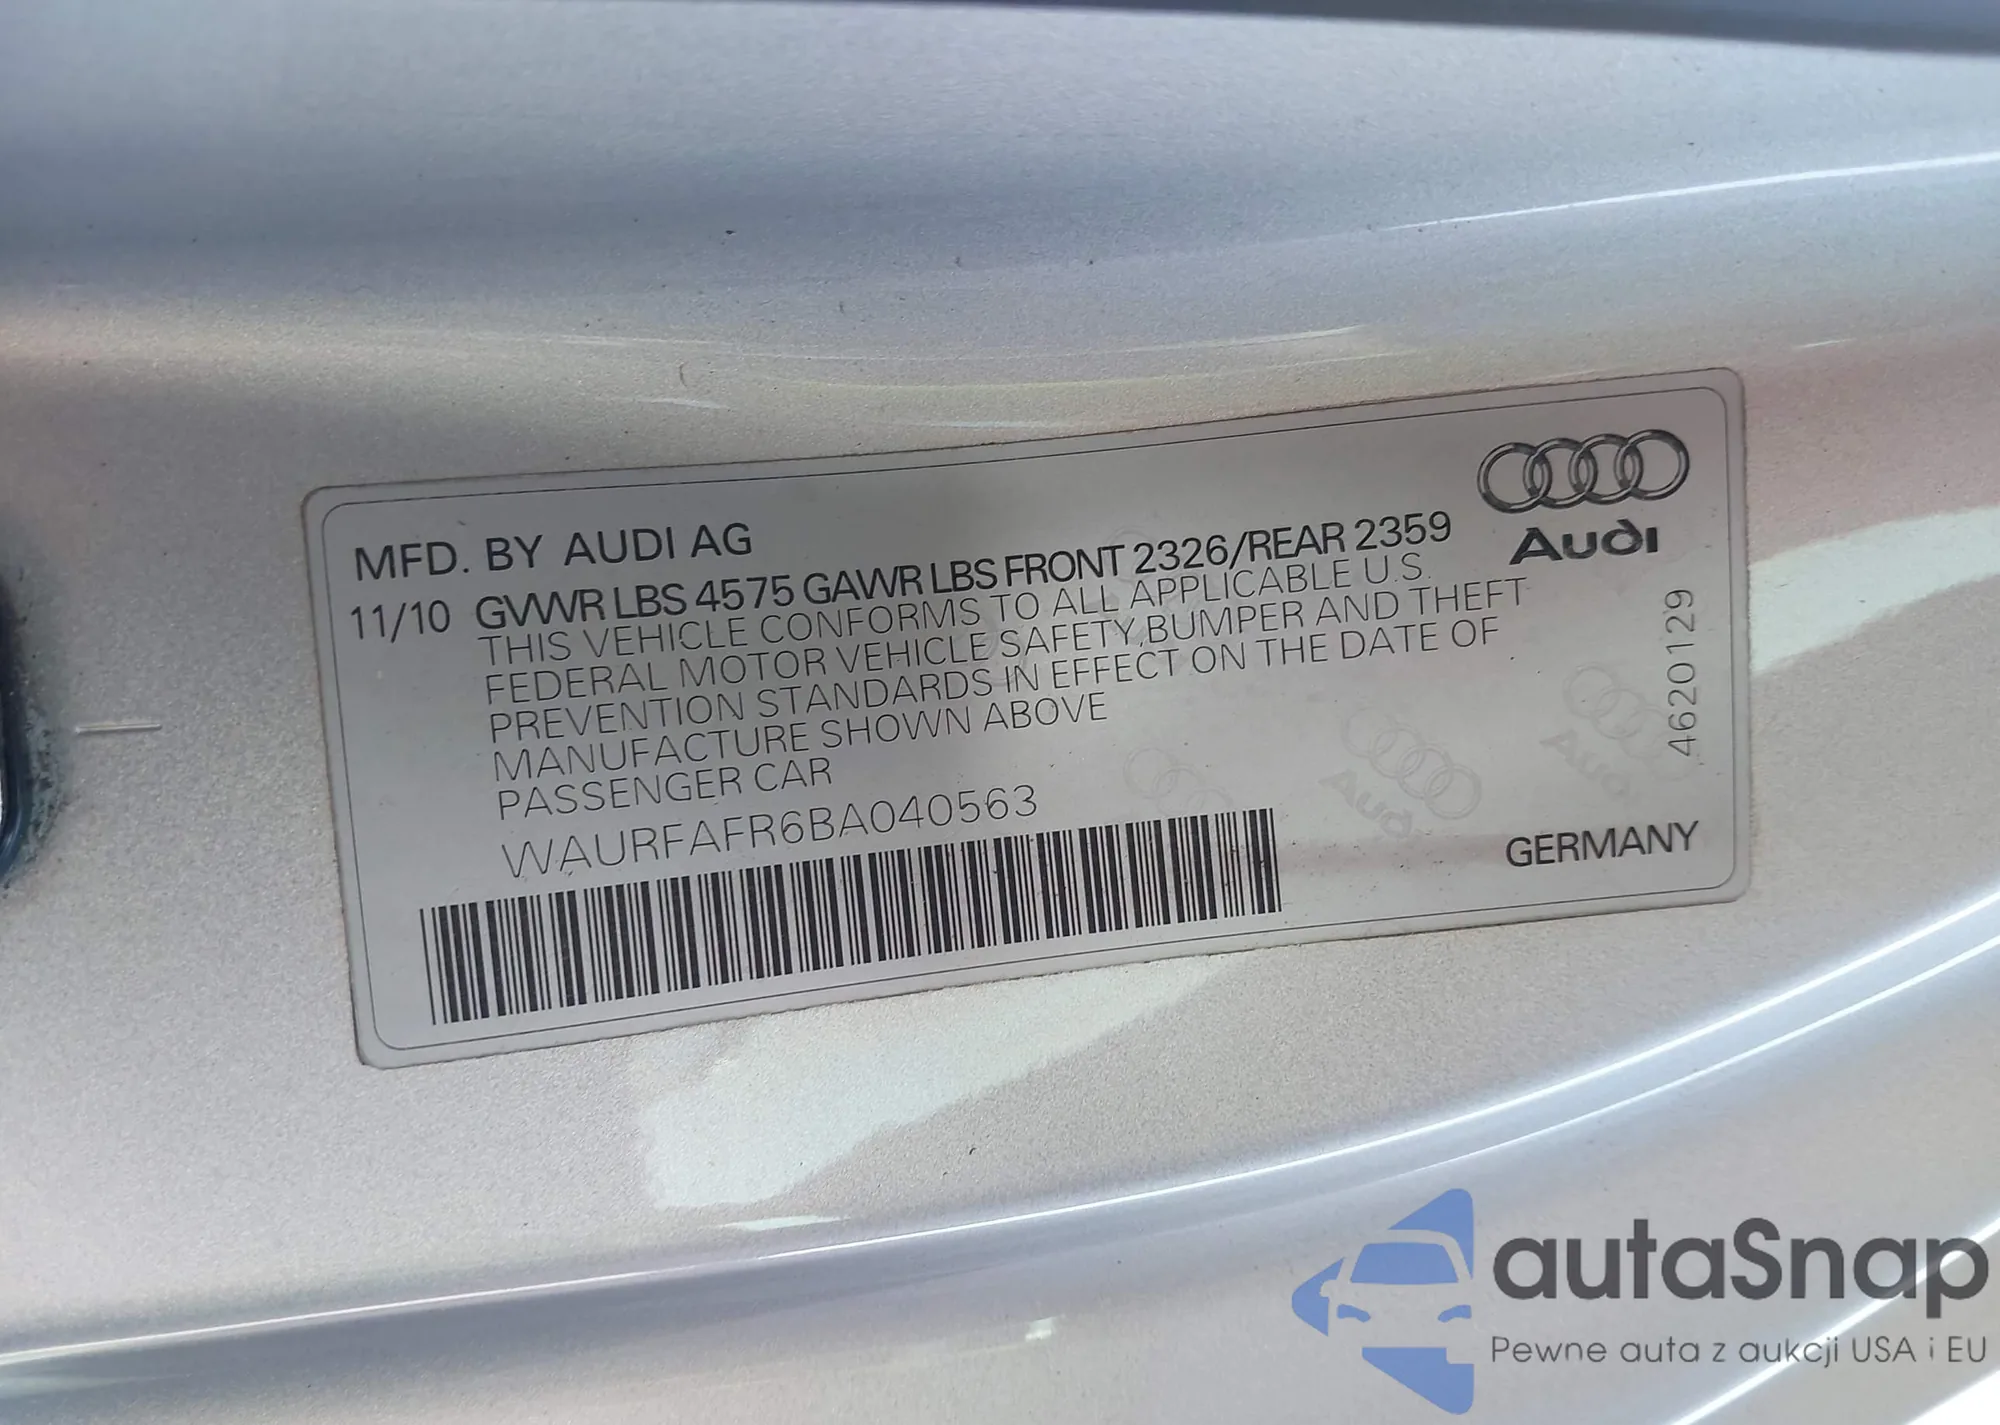 MFD. BY AUDI AG
11/10 GVWR LBS 4575 GAWR LBS FRONT 2326/REAR 2359
THIS VEHICLE CONFORMS TO ALL APPLICABLE U.S.
FEDERAL MOTOR VEHICLE SAFETY, BUMPER AND THEFT
PREVENTION STANDARDS IN EFFECT ON THE DATE OF
MANUFACTURE SHOWN ABOVE
PASSENGER CAR
WAURFAFR6BA040563
Audi
4620129
GERMANY
Audi
Audi
autaSnap
Pewne auta z aukcji USA i EU